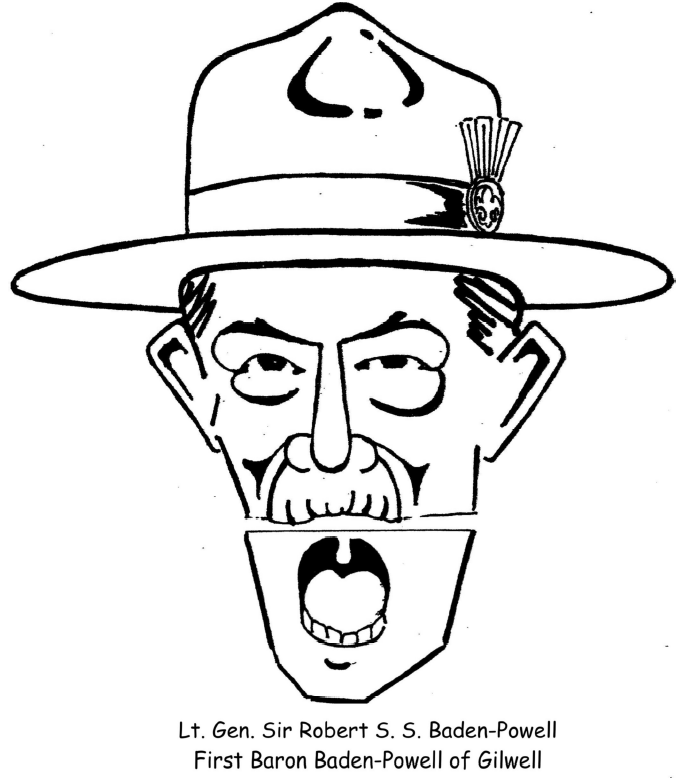 Lt. Gen. Sir Robert S. S. Baden-Powell
First Baron Baden-Powell of Gilwell